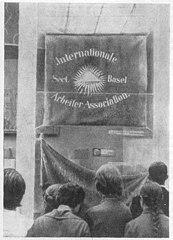 Internationale
Sect. Basel
Arbeiter Association.